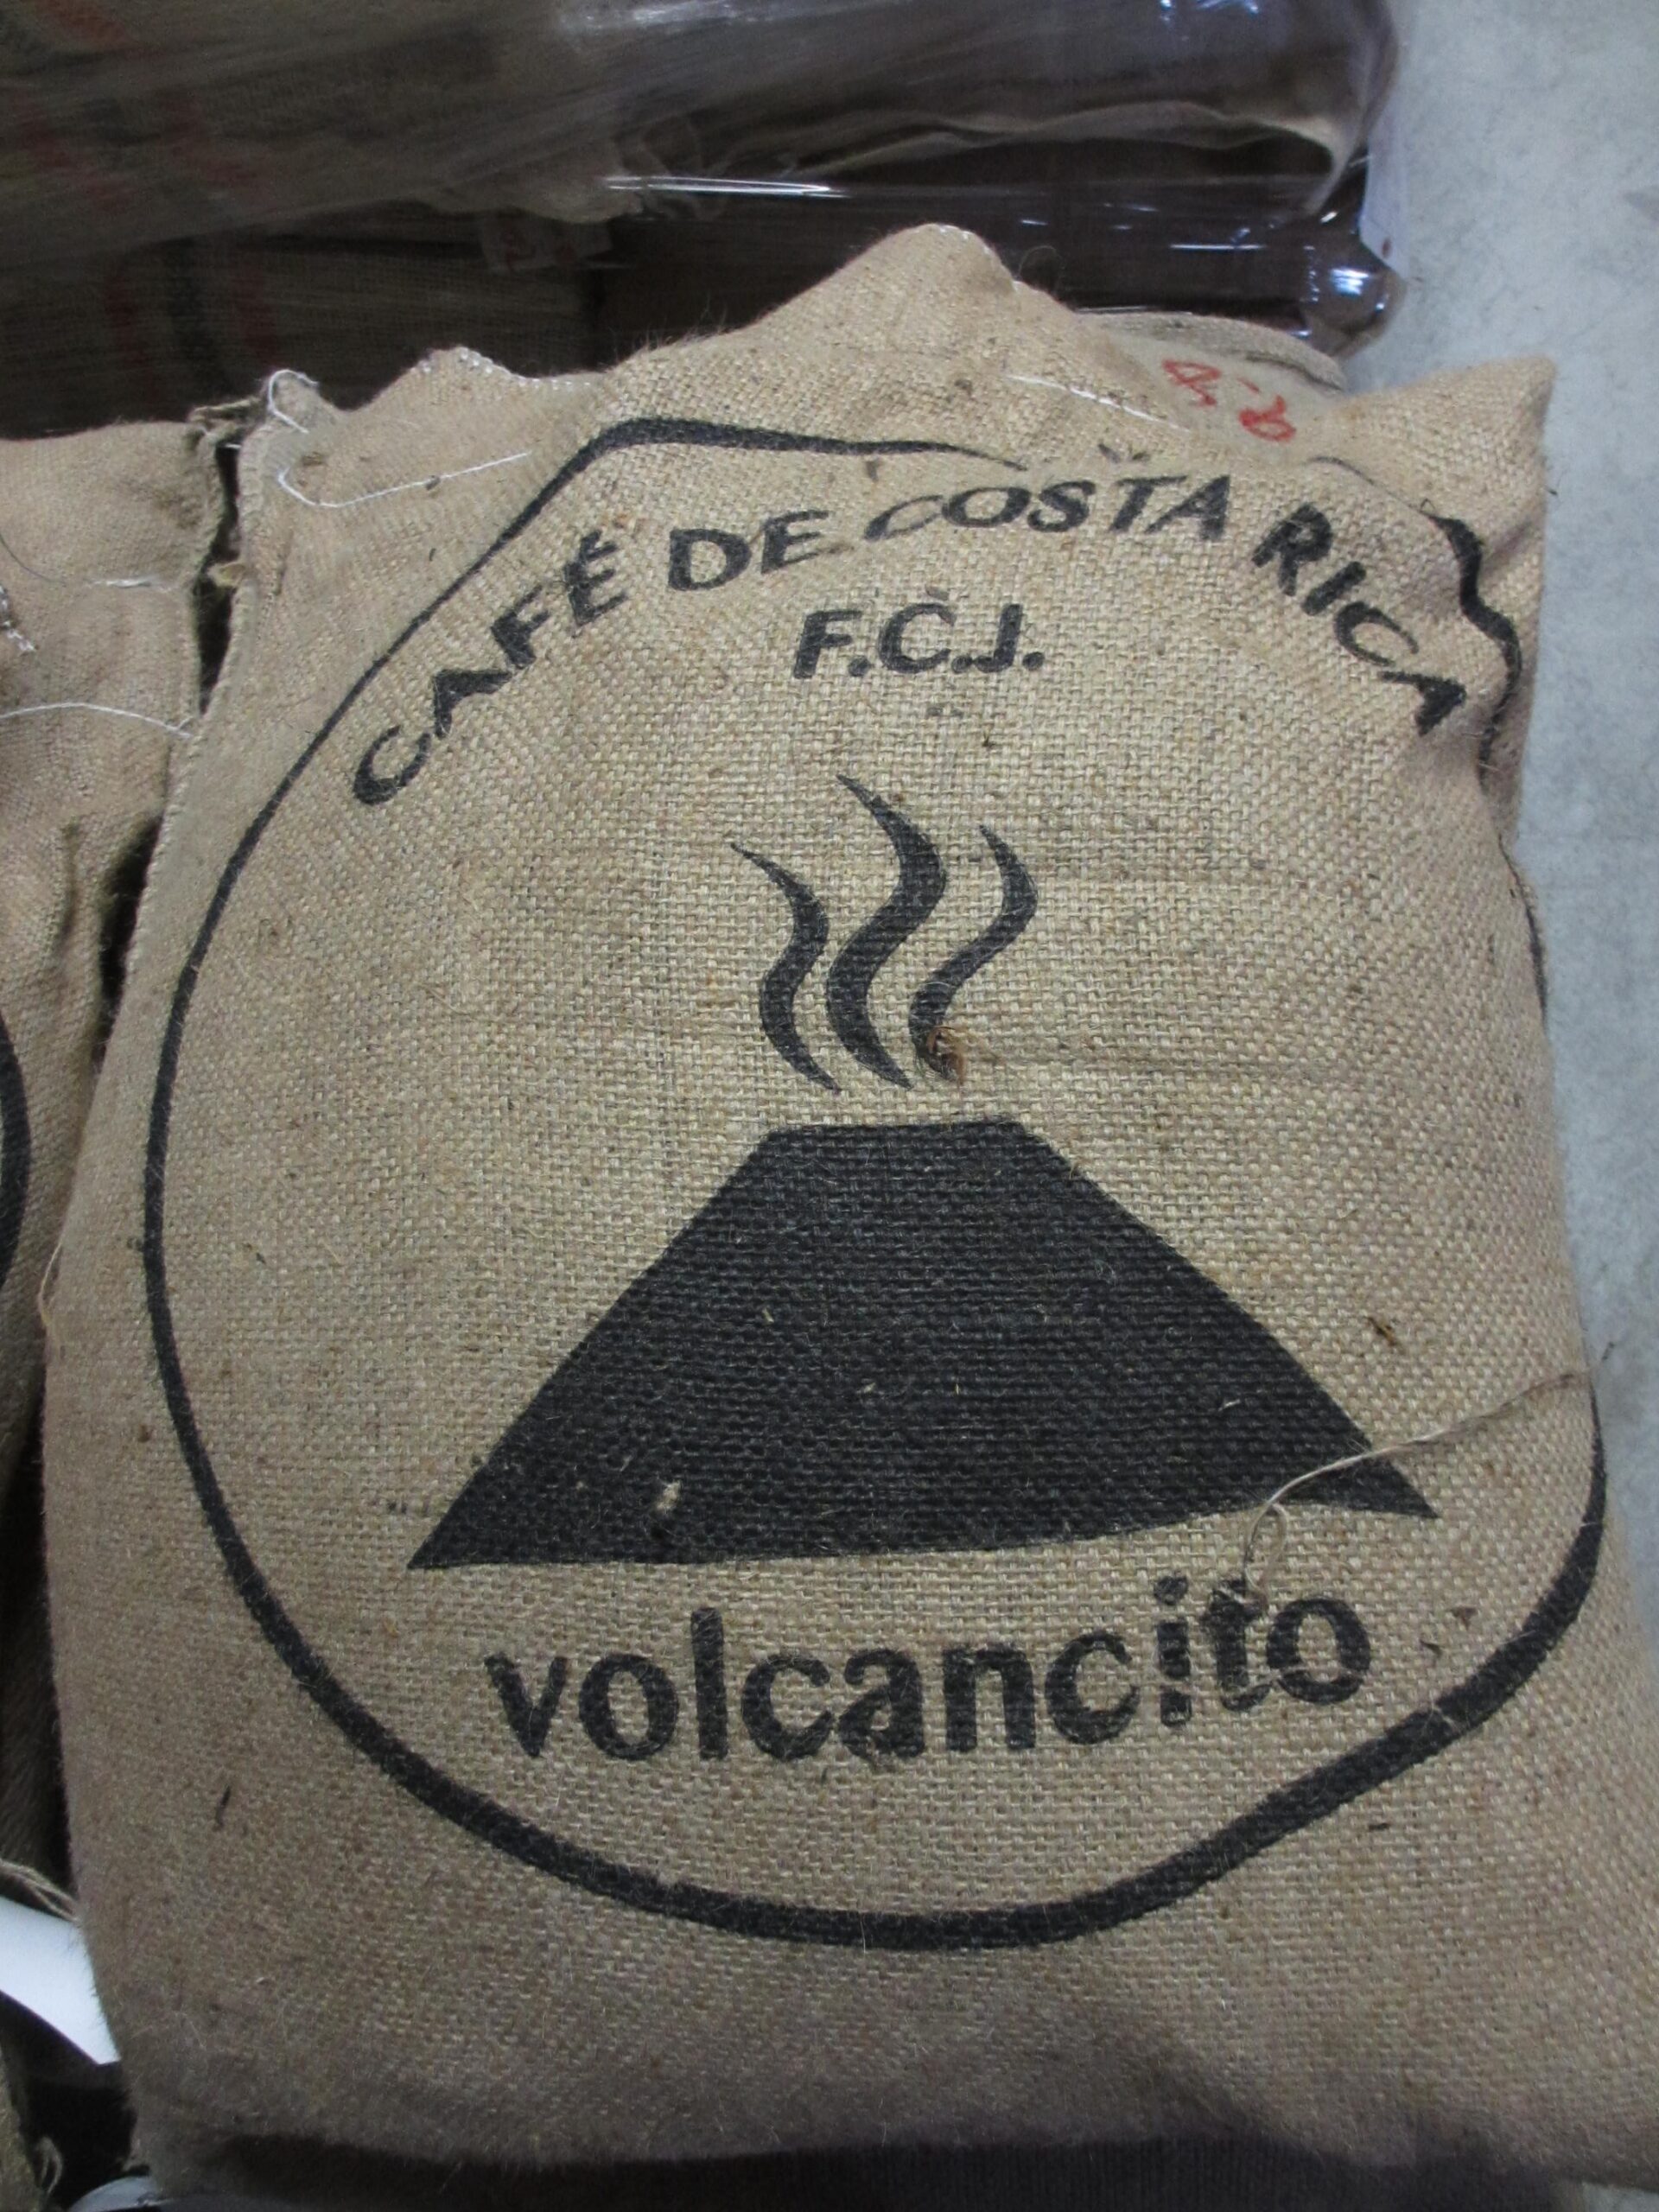 CAFÉ DE COSTA RICA
F.C.J.
volcancito